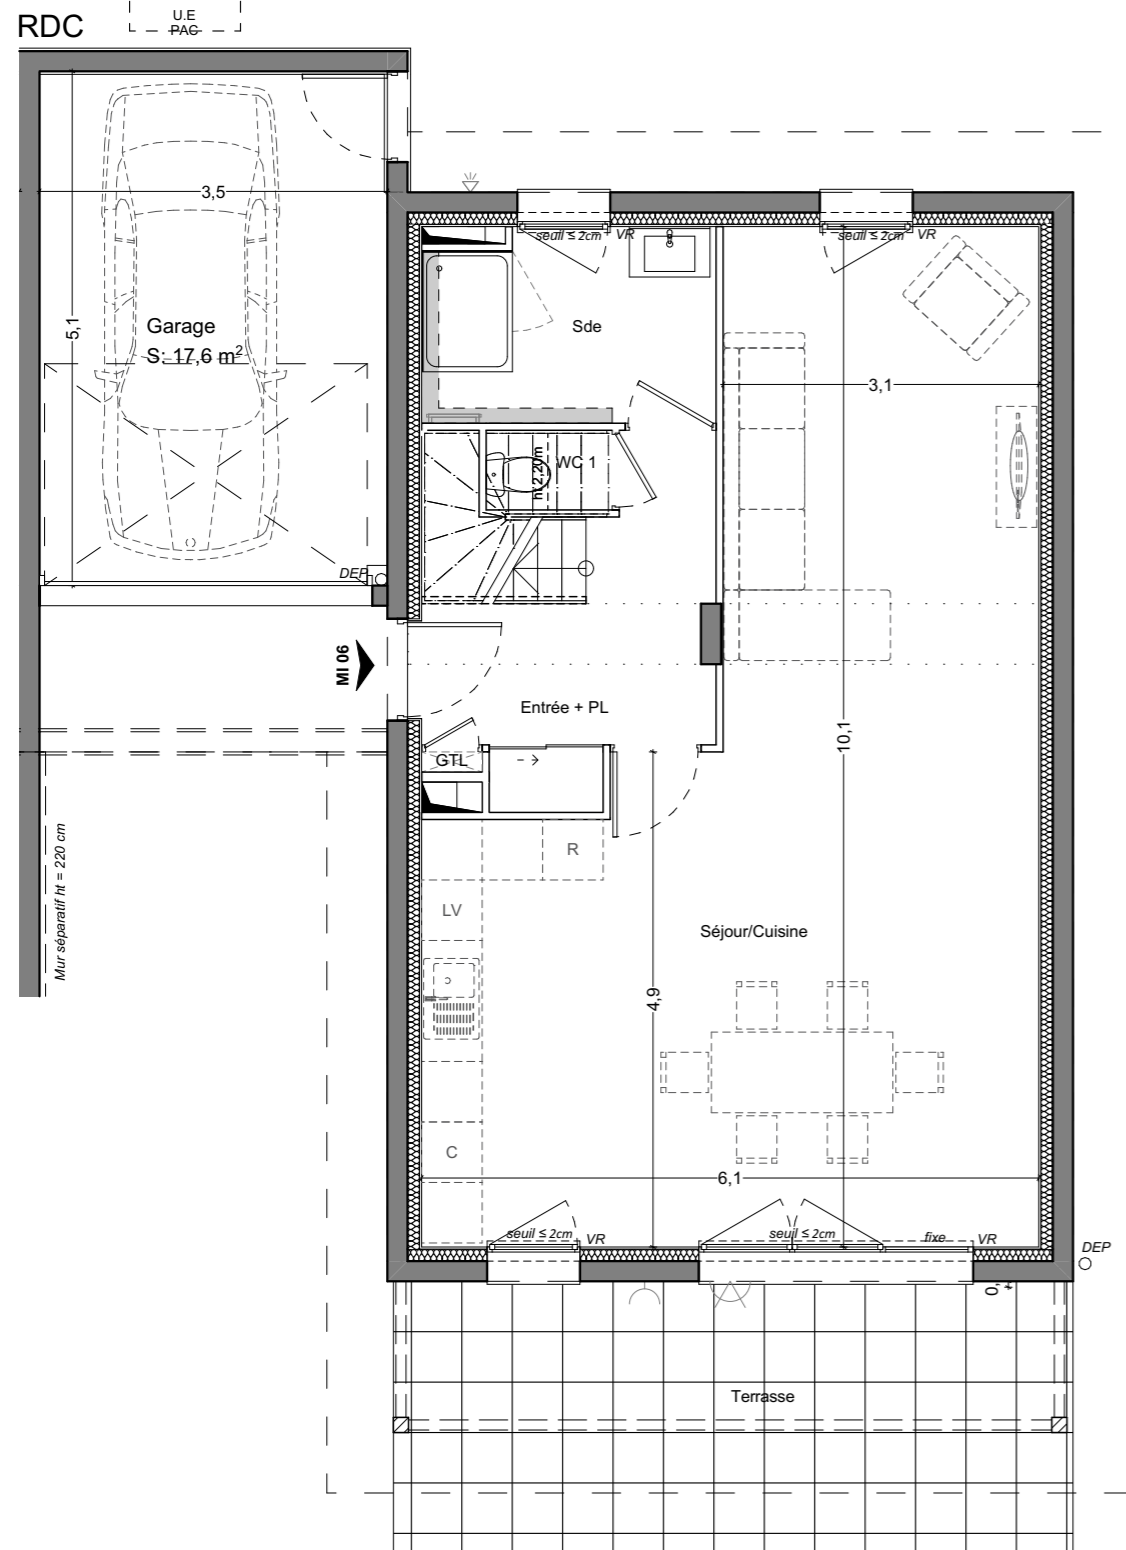 RDC
U.E
PAC
3,5
5,1
Garage
S: 17,6 m²
seuil ≤ 2cm VR
seuil ≤ 2cm VR
Sde
3,1
WC 1
ht 2,20m
DEP
MI 06
Entrée + PL
10,1
GTL
R
LV
Séjour/Cuisine
Mur séparatif ht = 220 cm
4,9
C
6,1
seuil ≤ 2cm VR
seuil ≤ 2cm
fixe
VR
DEP
0,
Terrasse